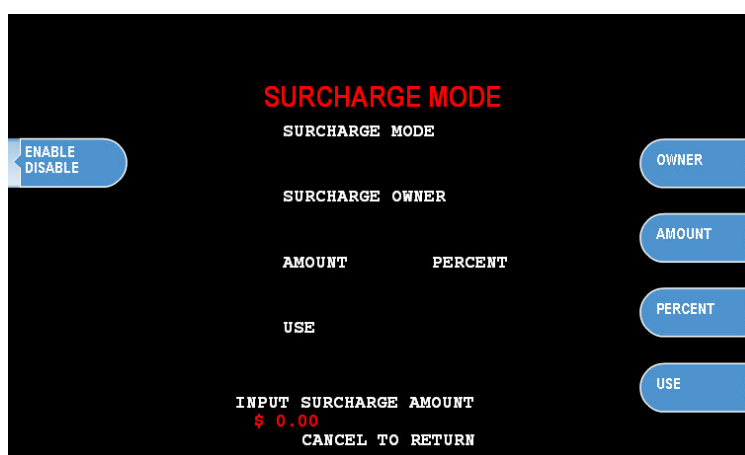 SURCHARGE MODE
SURCHARGE MODE
ENABLE
DISABLE
OWNER
SURCHARGE OWNER
AMOUNT
AMOUNT PERCENT
PERCENT
USE
USE
INPUT SURCHARGE AMOUNT
$ 0.00
CANCEL TO RETURN